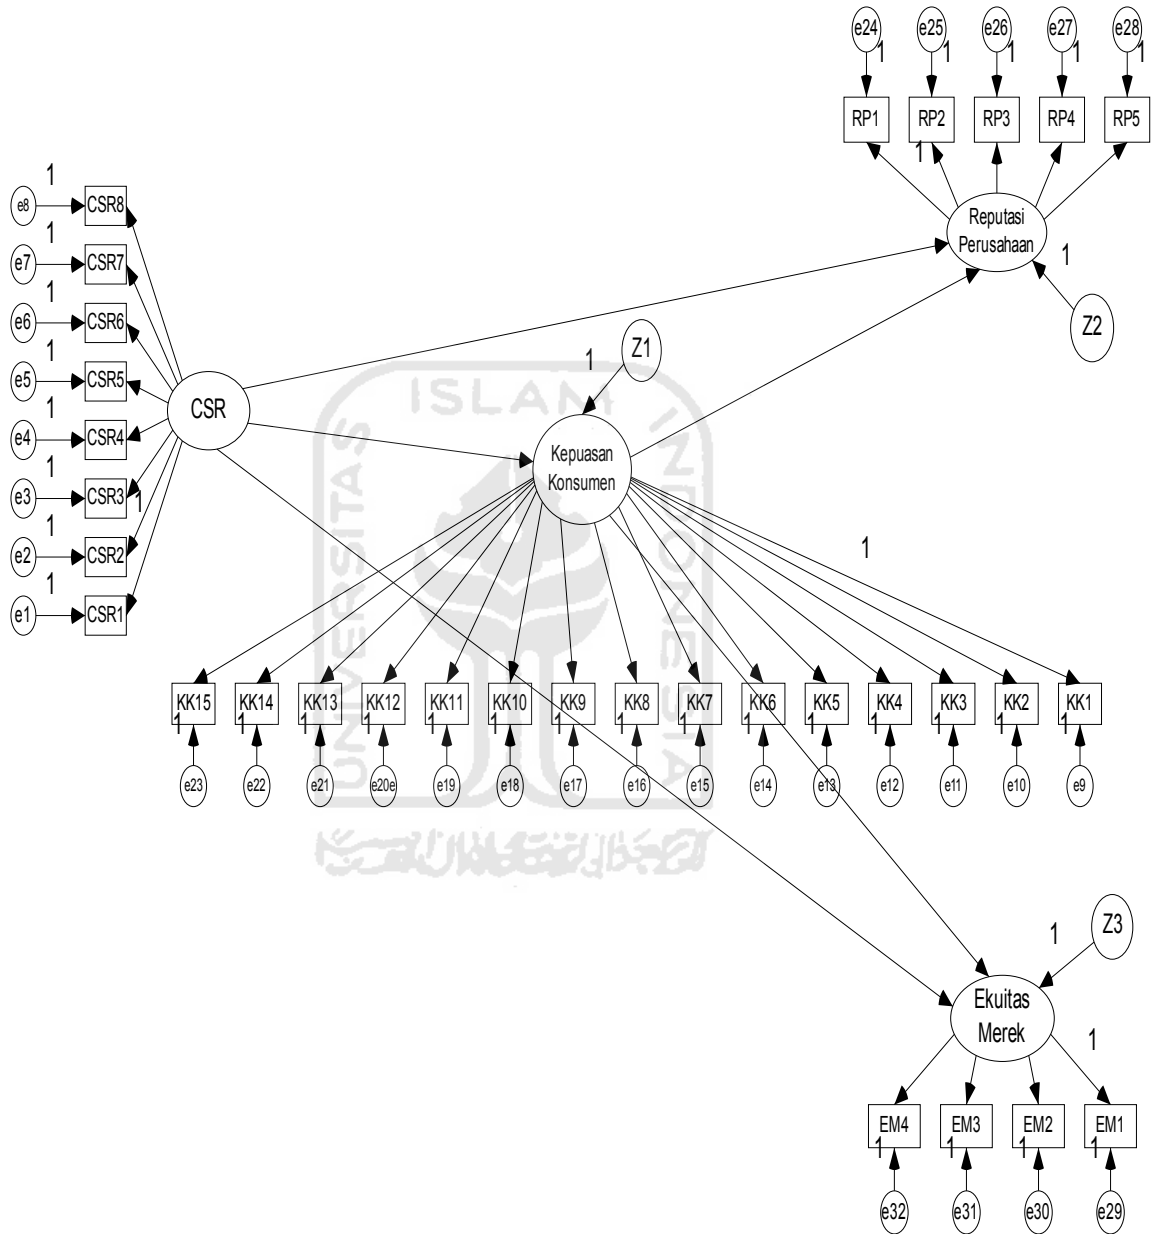 e24 e25 e26 e27 e28
1 1 1 1 1
RP1 RP2 RP3 RP4 RP5
1
Reputasi
Perusahaan
1
Z2
1
e8 CSR8
1
e7 CSR7
1
e6 CSR6
1
e5 CSR5
1
e4 CSR4
1
e3 CSR3 1
1
e2 CSR2
1
e1 CSR1
CSR
Z1
1
Kepuasan
Konsumen
1
ISLAM
UNIVERSITAS
INDONESIA
KK15 KK14 KK13 KK12 KK11 KK10 KK9 KK8 KK7 KK6 KK5 KK4 KK3 KK2 KK1
1 1 1 1 1 1 1 1 1 1 1 1 1 1 1
e23 e22 e21 e20e e19 e18 e17 e16 e15 e14 e13 e12 e11 e10 e9
Z3
1
Ekuitas
Merek
1
EM4 EM3 EM2 EM1
1 1 1 1
e32 e31 e30 e29